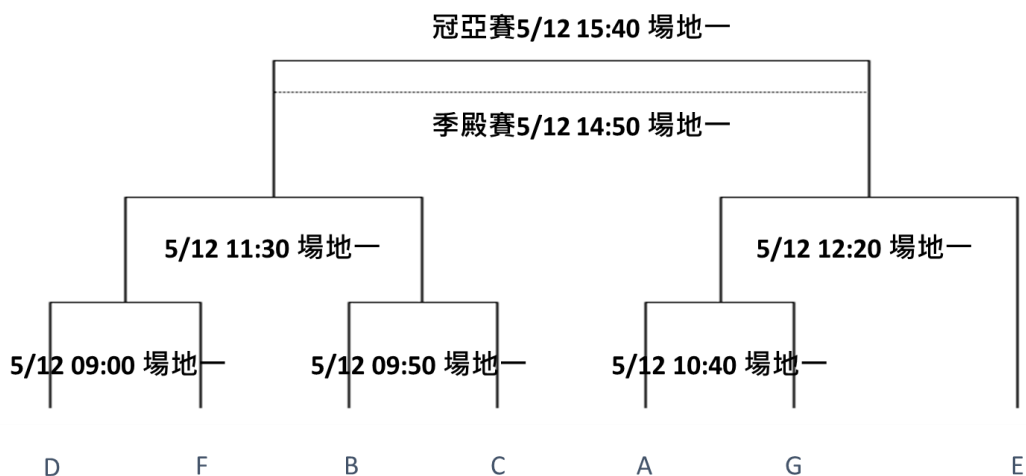 冠亞賽5/12 15:40 場地一
季殿賽5/12 14:50 場地一
5/12 11:30 場地一
5/12 12:20 場地一
5/12 09:00 場地一
5/12 09:50 場地一
5/12 10:40 場地一
D F B C A G E